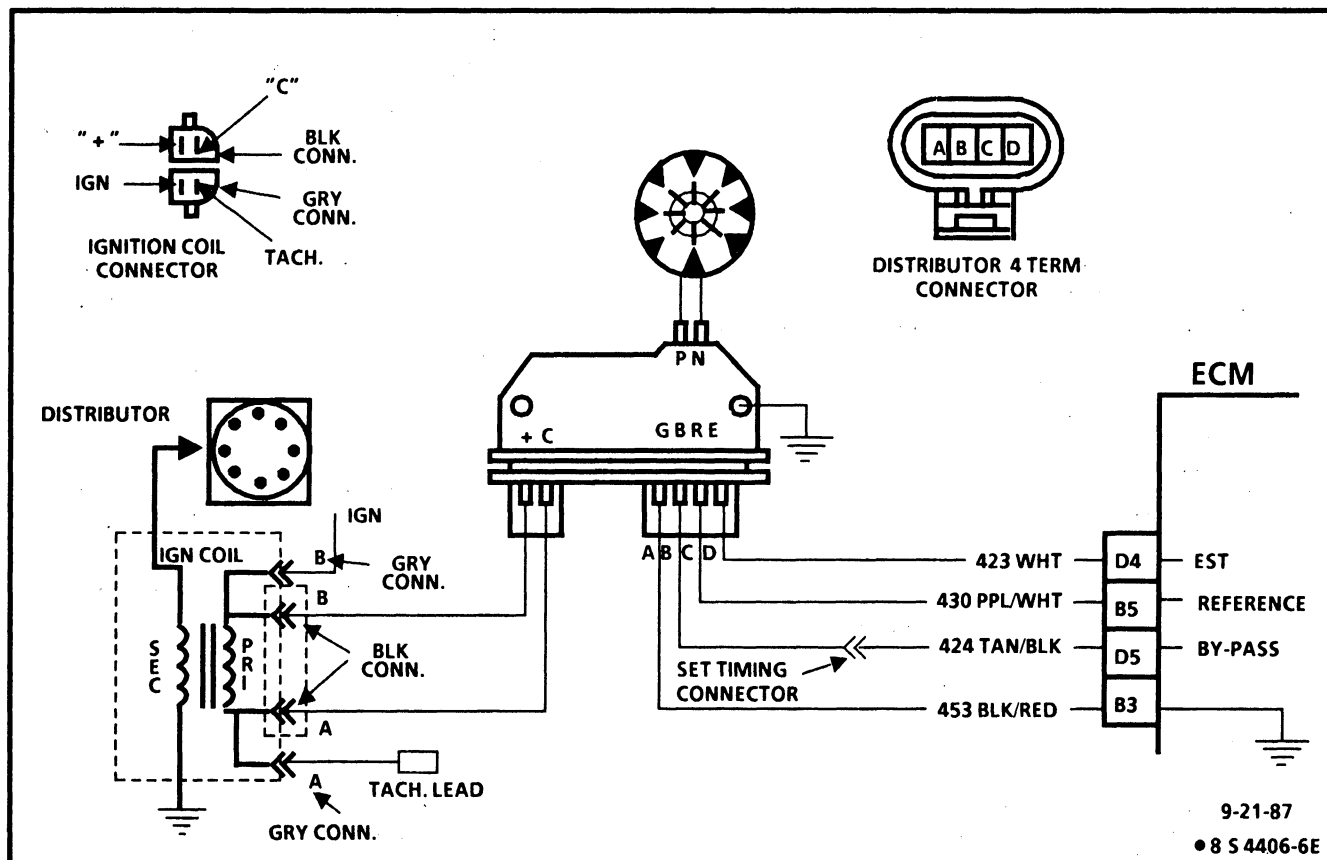 "C"
"+"
BLK
CONN.
IGN
GRY
CONN.
IGNITION COIL
CONNECTOR
TACH.
A B C D
DISTRIBUTOR 4 TERM
CONNECTOR
P N
ECM
DISTRIBUTOR
+ C
G B R E
IGN
IGN COIL
B
GRY
CONN.
B
A B C D
423 WHT
D4
EST
430 PPL/WHT
B5
REFERENCE
SEC
PRI
BLK
CONN.
424 TAN/BLK
D5
BY-PASS
SET TIMING
CONNECTOR
453 BLK/RED
B3
A
A
TACH. LEAD
GRY CONN.
9-21-87
● 8 S 4406-6E